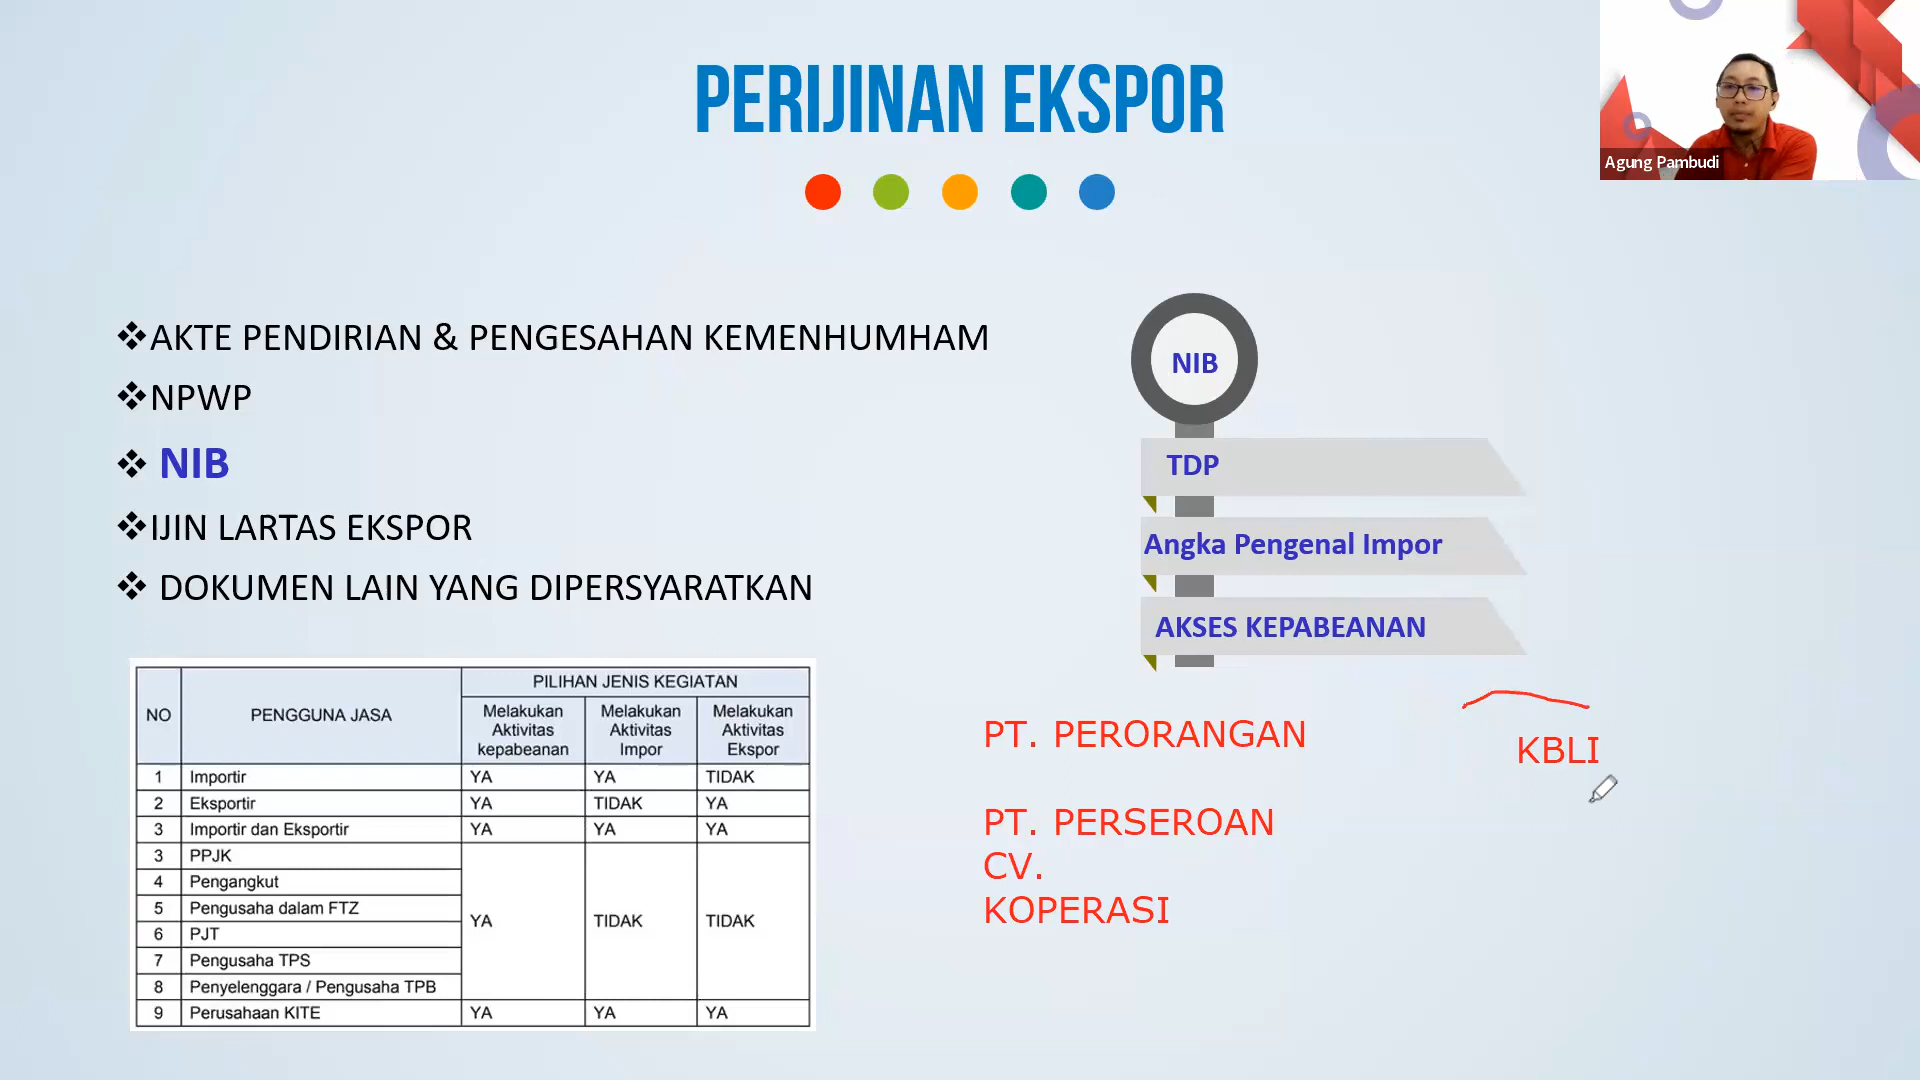 PERIJINAN EKSPOR
Agung Pambudi
❖AKTE PENDIRIAN & PENGESAHAN KEMENHUMHAM
❖NPWP
❖ NIB
❖IJIN LARTAS EKSPOR
❖ DOKUMEN LAIN YANG DIPERSYARATKAN
NIB
TDP
Angka Pengenal Impor
AKSES KEPABEANAN
NO PENGGUNA JASA PILIHAN JENIS KEGIATAN
Melakukan Aktivitas kepabeanan Melakukan Aktivitas Impor Melakukan Aktivitas Ekspor
1 Importir YA YA TIDAK
2 Eksportir YA TIDAK YA
3 Importir dan Eksportir YA YA YA
3 PPJK
4 Pengangkut
5 Pengusaha dalam FTZ
6 PJT
7 Pengusaha TPS
8 Penyelenggara / Pengusaha TPB
YA TIDAK TIDAK
9 Perusahaan KITE YA YA YA
PT. PERORANGAN
PT. PERSEROAN
CV.
KOPERASI
KBLI